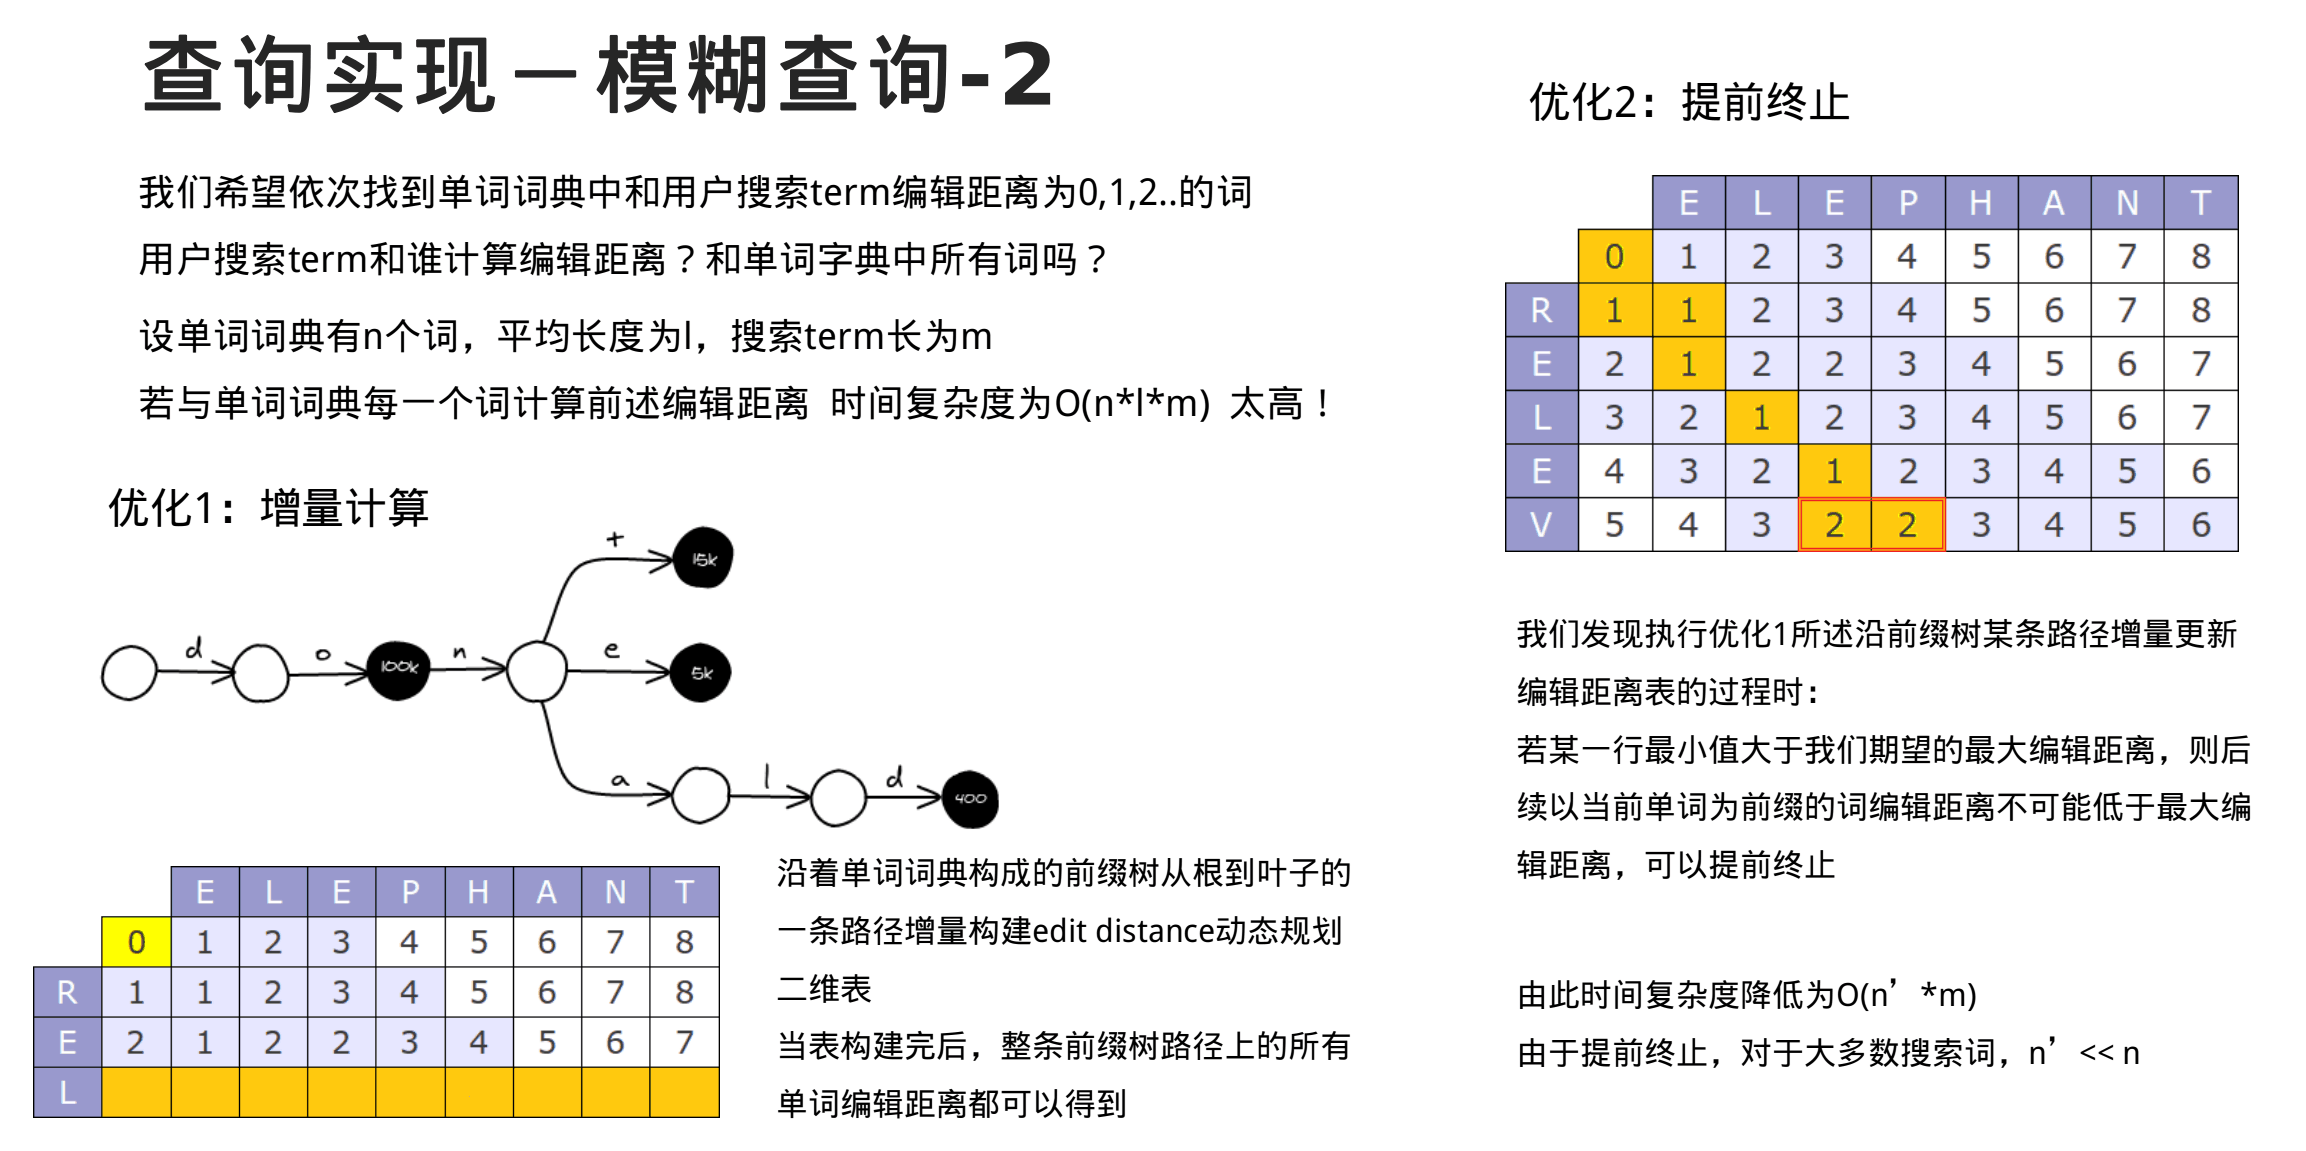 查询实现－模糊查询-2
我们希望依次找到单词词典中和用户搜索term编辑距离为0,1,2..的词
用户搜索term和谁计算编辑距离？和单词字典中所有词吗？
设单词词典有n个词，平均长度为l，搜索term长为m
若与单词词典每一个词计算前述编辑距离 时间复杂度为O(n*l*m) 太高！
优化1：增量计算
+
15k
d
o
100k
n
e
5k
a
l
d
400
E L E P H A N T
0 1 2 3 4 5 6 7 8
R 1 1 2 3 4 5 6 7 8
E 2 1 2 2 3 4 5 6 7
L
沿着单词词典构成的前缀树从根到叶子的
一条路径增量构建edit distance动态规划
二维表
当表构建完后，整条前缀树路径上的所有
单词编辑距离都可以得到
优化2：提前终止
E L E P H A N T
0 1 2 3 4 5 6 7 8
R 1 1 2 3 4 5 6 7 8
E 2 1 2 2 3 4 5 6 7
L 3 2 1 2 3 4 5 6 7
E 4 3 2 1 2 3 4 5 6
V 5 4 3 2 2 3 4 5 6
我们发现执行优化1所述沿前缀树某条路径增量更新
编辑距离表的过程时：
若某一行最小值大于我们期望的最大编辑距离，则后
续以当前单词为前缀的词编辑距离不可能低于最大编
辑距离，可以提前终止
由此时间复杂度降低为O(n’*m)
由于提前终止，对于大多数搜索词，n’<< n